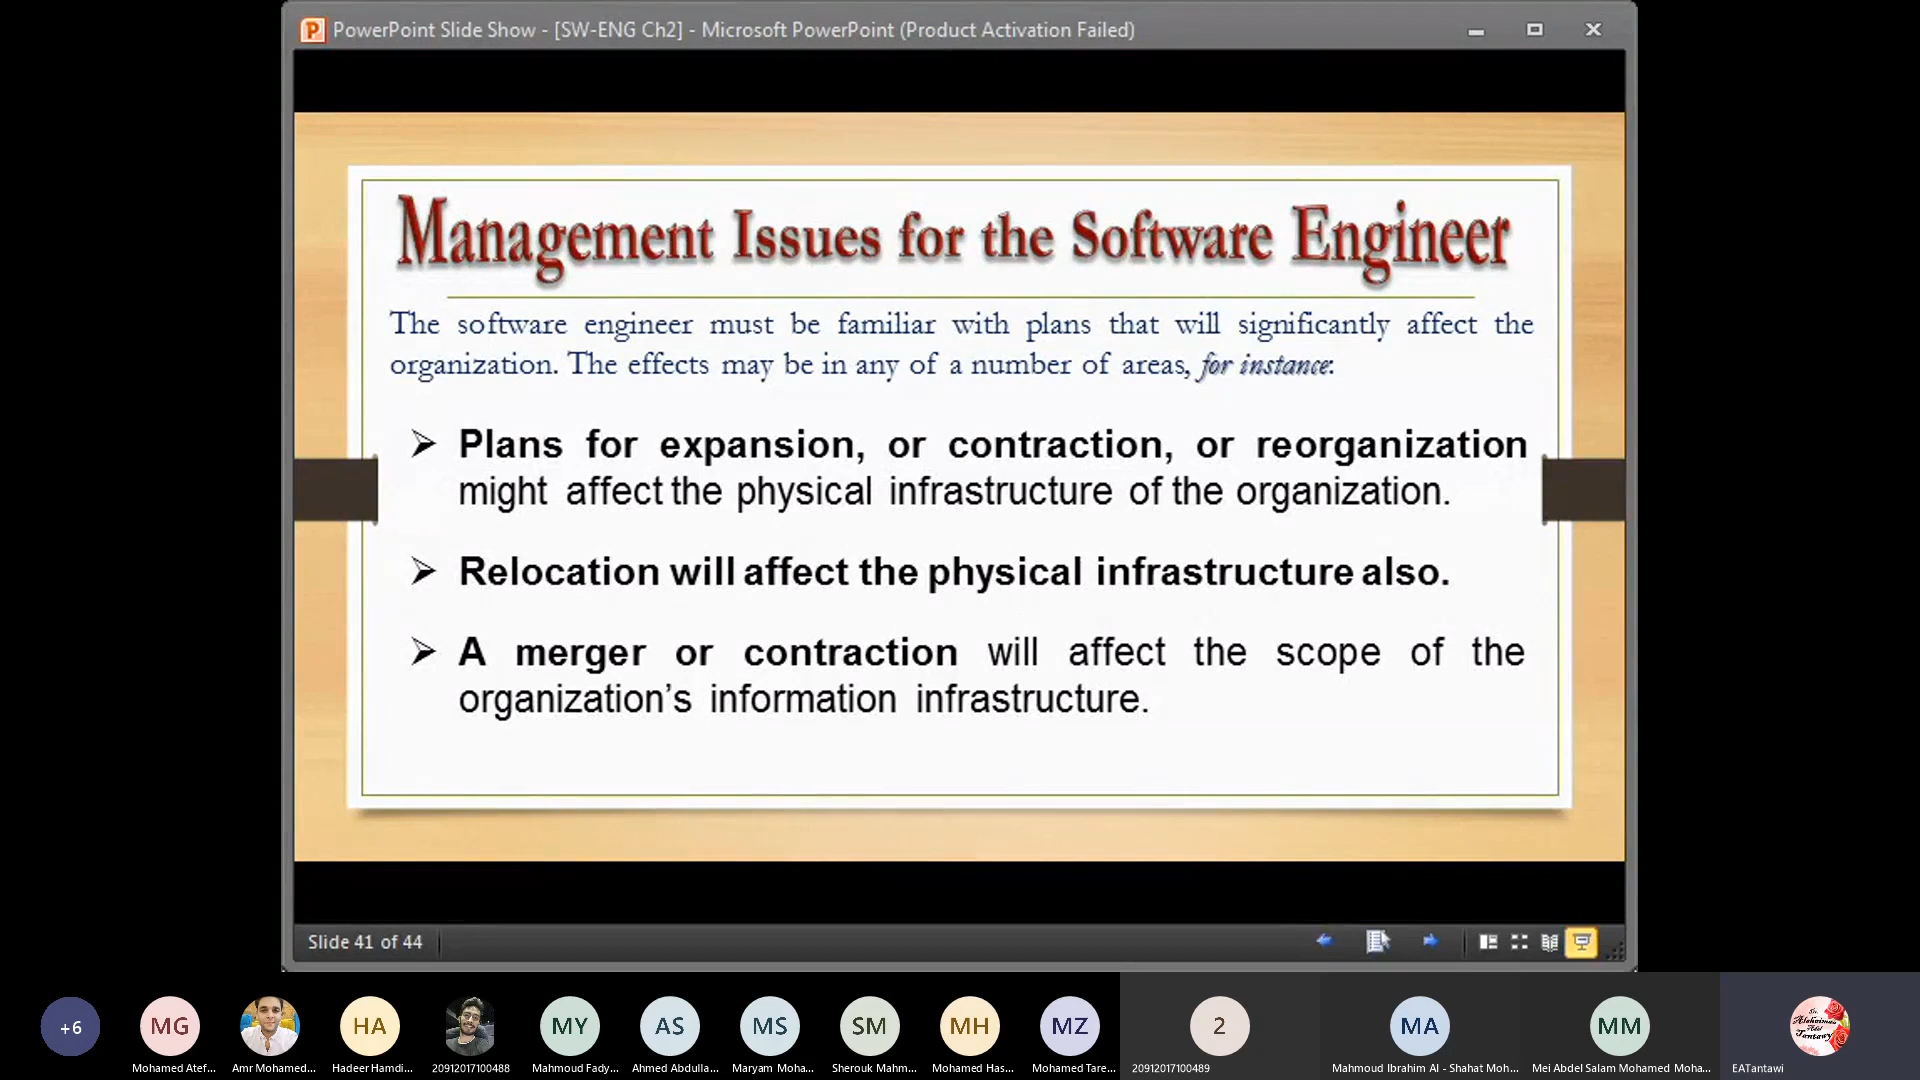 PowerPoint Slide Show - [SW-ENG Ch2] - Microsoft PowerPoint (Product Activation Failed)
Management Issues for the Software Engineer
The software engineer must be familiar with plans that will significantly affect the
organization. The effects may be in any of a number of areas, for instance:
Plans for expansion, or contraction, or reorganization
might affect the physical infrastructure of the organization.
Relocation will affect the physical infrastructure also.
A merger or contraction will affect the scope of the
organization's information infrastructure.
Slide 41 of 44
+6
MG
HA
MY
AS
MS
SM
MH
MZ
2
MA
MM
Mohamed Atef...
Amr Mohamed...
Hadeer Hamdi...
20912017100488
Mahmoud Fady...
Ahmed Abdulla...
Maryam Moha...
Sherouk Mahm...
Mohamed Has...
Mohamed Tare...
20912017100489
Mahmoud Ibrahim Al - Shahat Moh...
Mei Abdel Salam Mohamed Moha...
EATantawi